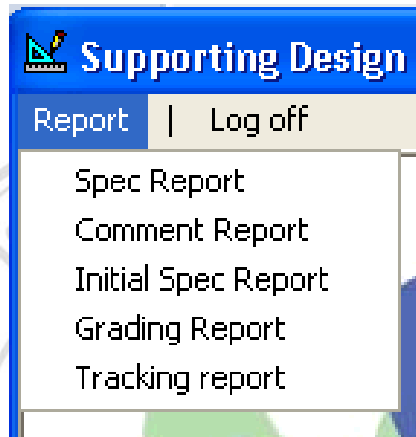 Supporting Design
Report | Log off
Spec Report
Comment Report
Initial Spec Report
Grading Report
Tracking report